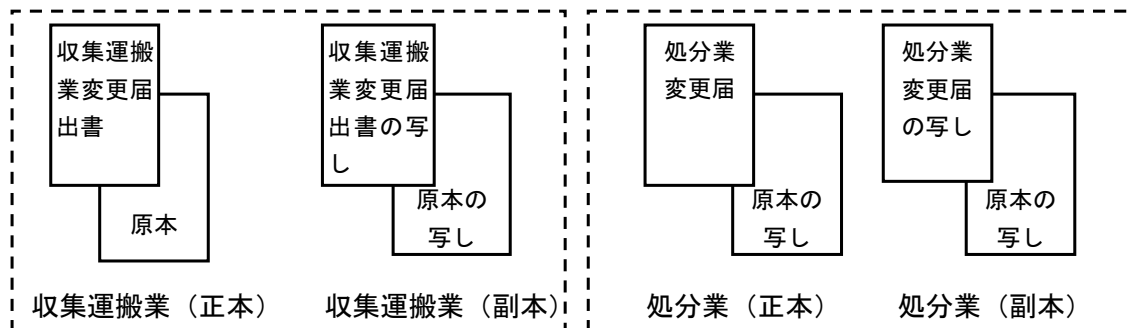 収集運搬
業変更届
出書
原本
収集運搬業（正本）
収集運搬
業変更届
出書の写
し
原本の
写し
収集運搬業（副本）
処分業
変更届
原本の
写し
処分業（正本）
処分業
変更届
の写し
原本の
写し
処分業（副本）